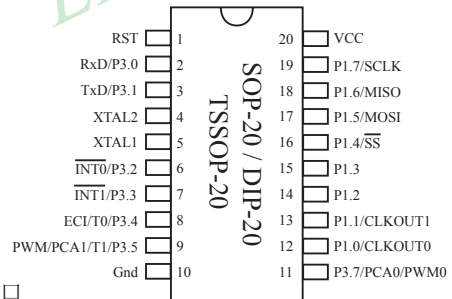 RST 1
RxD/P3.0 2
TxD/P3.1 3
XTAL2 4
XTAL1 5
INT0/P3.2 6
INT1/P3.3 7
ECI/T0/P3.4 8
PWM/PCA1/T1/P3.5 9
Gnd 10
SOP-20 / DIP-20
TSSOP-20
20 VCC
19 P1.7/SCLK
18 P1.6/MISO
17 P1.5/MOSI
16 P1.4/SS
15 P1.3
14 P1.2
13 P1.1/CLKOUT1
12 P1.0/CLKOUT0
11 P3.7/PCA0/PWM0